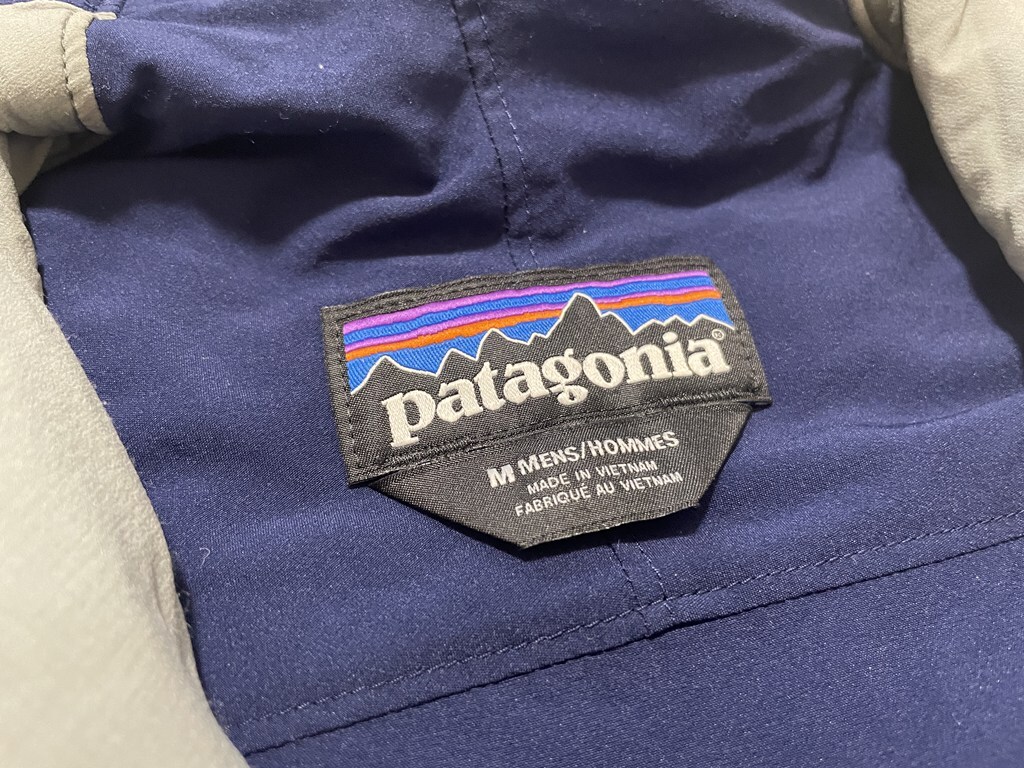 patagonia®
M MENS/HOMMES
MADE IN VIETNAM
FABRIQUÉ AU VIETNAM